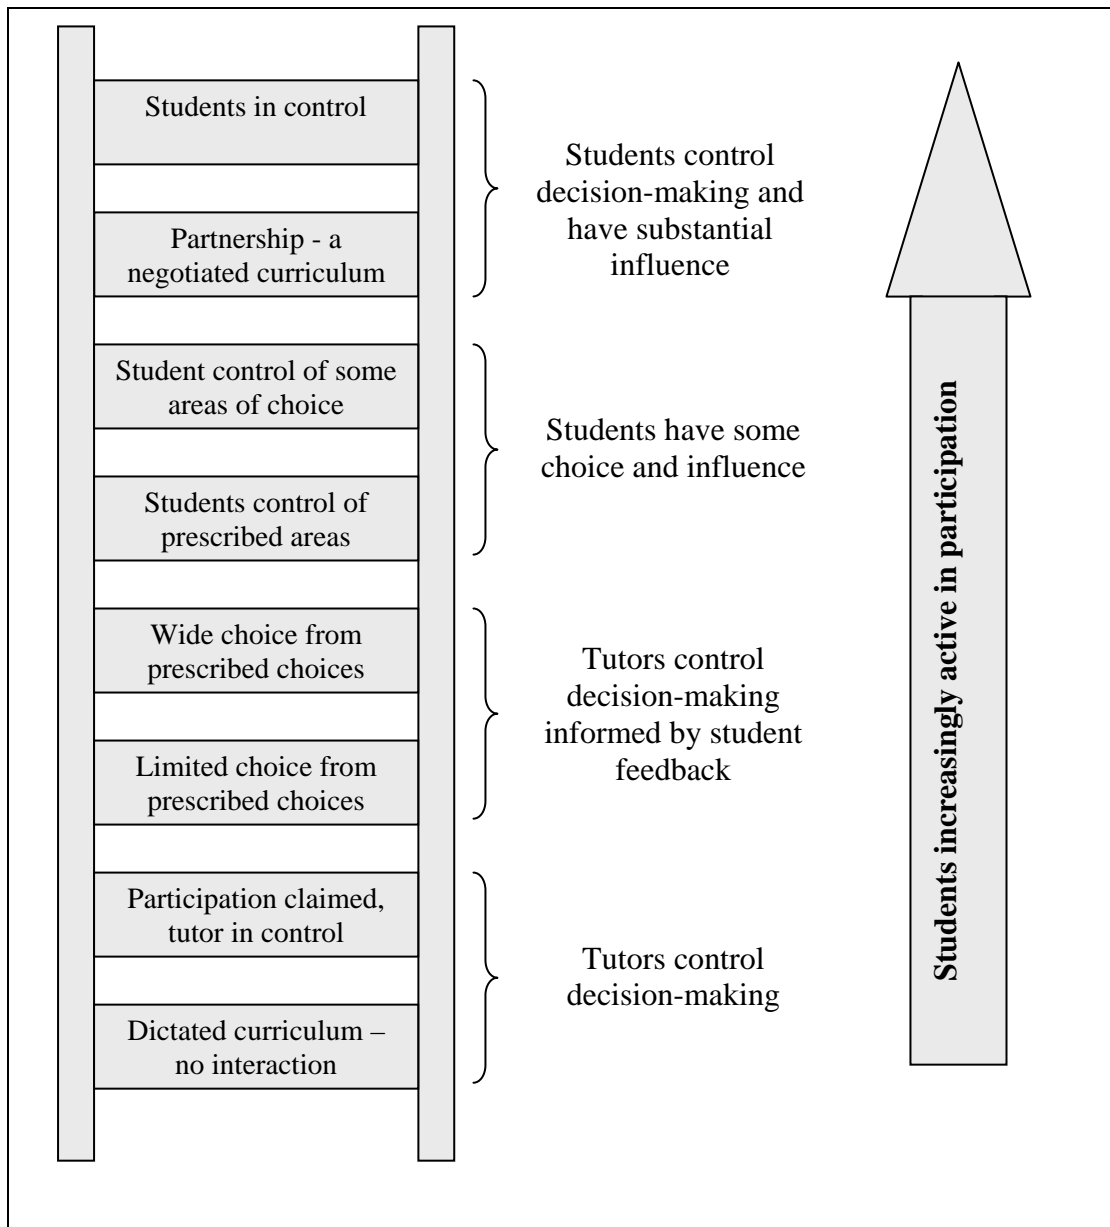 Students in control
Partnership - a
negotiated curriculum
Students control
decision-making and
have substantial
influence
Student control of some
areas of choice
Students control of
prescribed areas
Students have some
choice and influence
Wide choice from
prescribed choices
Limited choice from
prescribed choices
Tutors control
decision-making
informed by student
feedback
Participation claimed,
tutor in control
Dictated curriculum –
no interaction
Tutors control
decision-making
Students increasingly active in participation